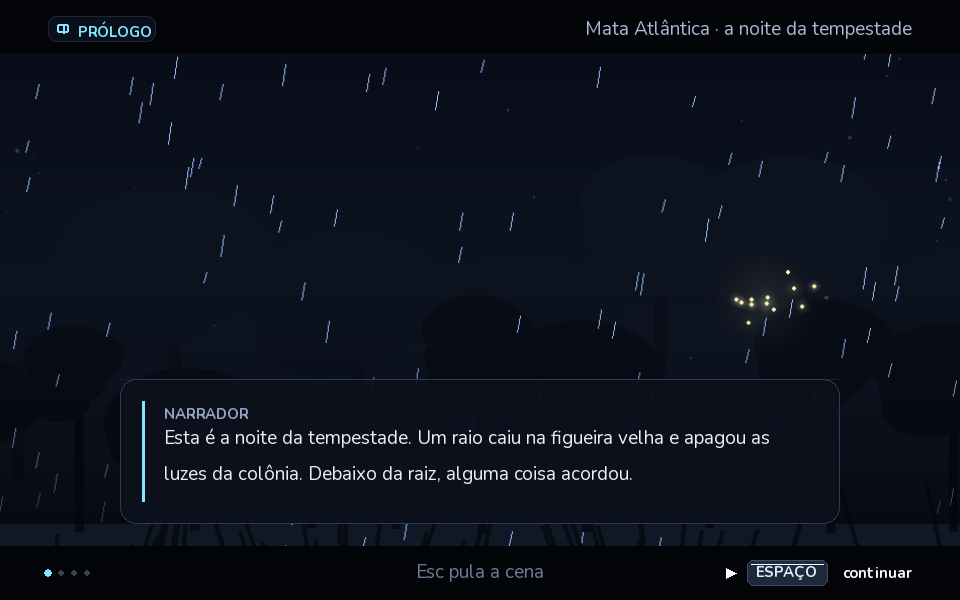 PRÓLOGO
Mata Atlântica · a noite da tempestade
NARRADOR
Esta é a noite da tempestade. Um raio caiu na figueira velha e apagou as
luzes da colônia. Debaixo da raiz, alguma coisa acordou.
Esc pula a cena
▶ ESPAÇO continuar